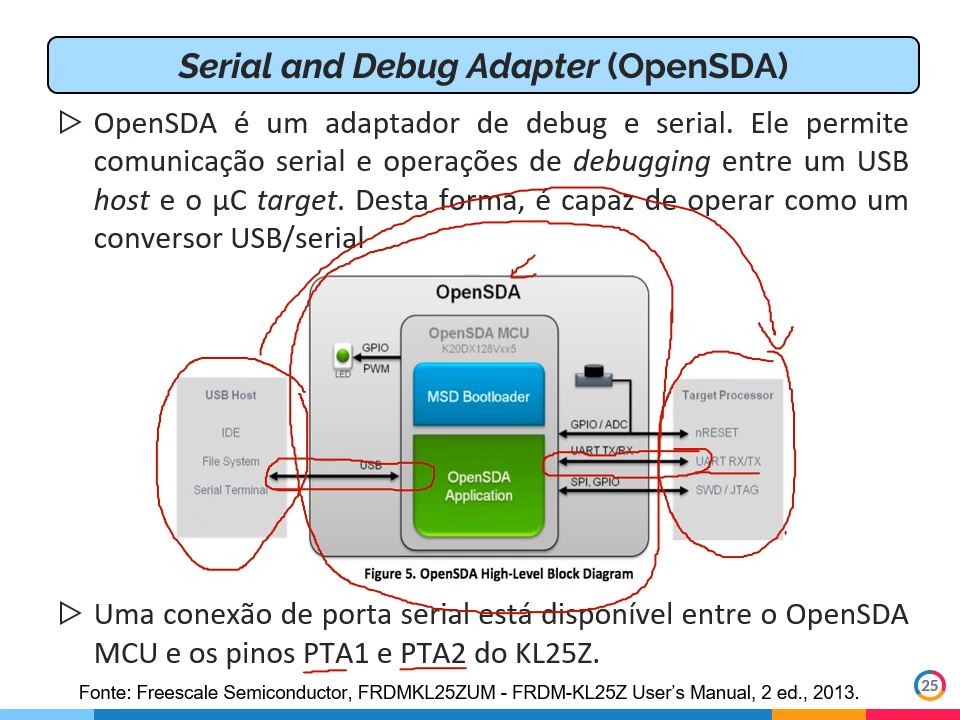 Serial and Debug Adapter (OpenSDA)
OpenSDA é um adaptador de debug e serial. Ele permite
comunicação serial e operações de debugging entre um USB
host e o µC target. Desta forma, é capaz de operar como um
conversor USB/serial
OpenSDA
OpenSDA MCU
K20DX128Vxx5
GPIO
PWM
LED
MSD Bootloader
USB Host
IDE
File System
Serial Terminal
USB
OpenSDA
Application
GPIO / ADC
UART TX/RX
SPI, GPIO
Target Processor
nRESET
UART RX/TX
SWD / JTAG
Figure 5. OpenSDA High-Level Block Diagram
Uma conexão de porta serial está disponível entre o OpenSDA
MCU e os pinos PTA1 e PTA2 do KL25Z.
Fonte: Freescale Semiconductor, FRDMKL25ZUM - FRDM-KL25Z User's Manual, 2 ed., 2013.
25